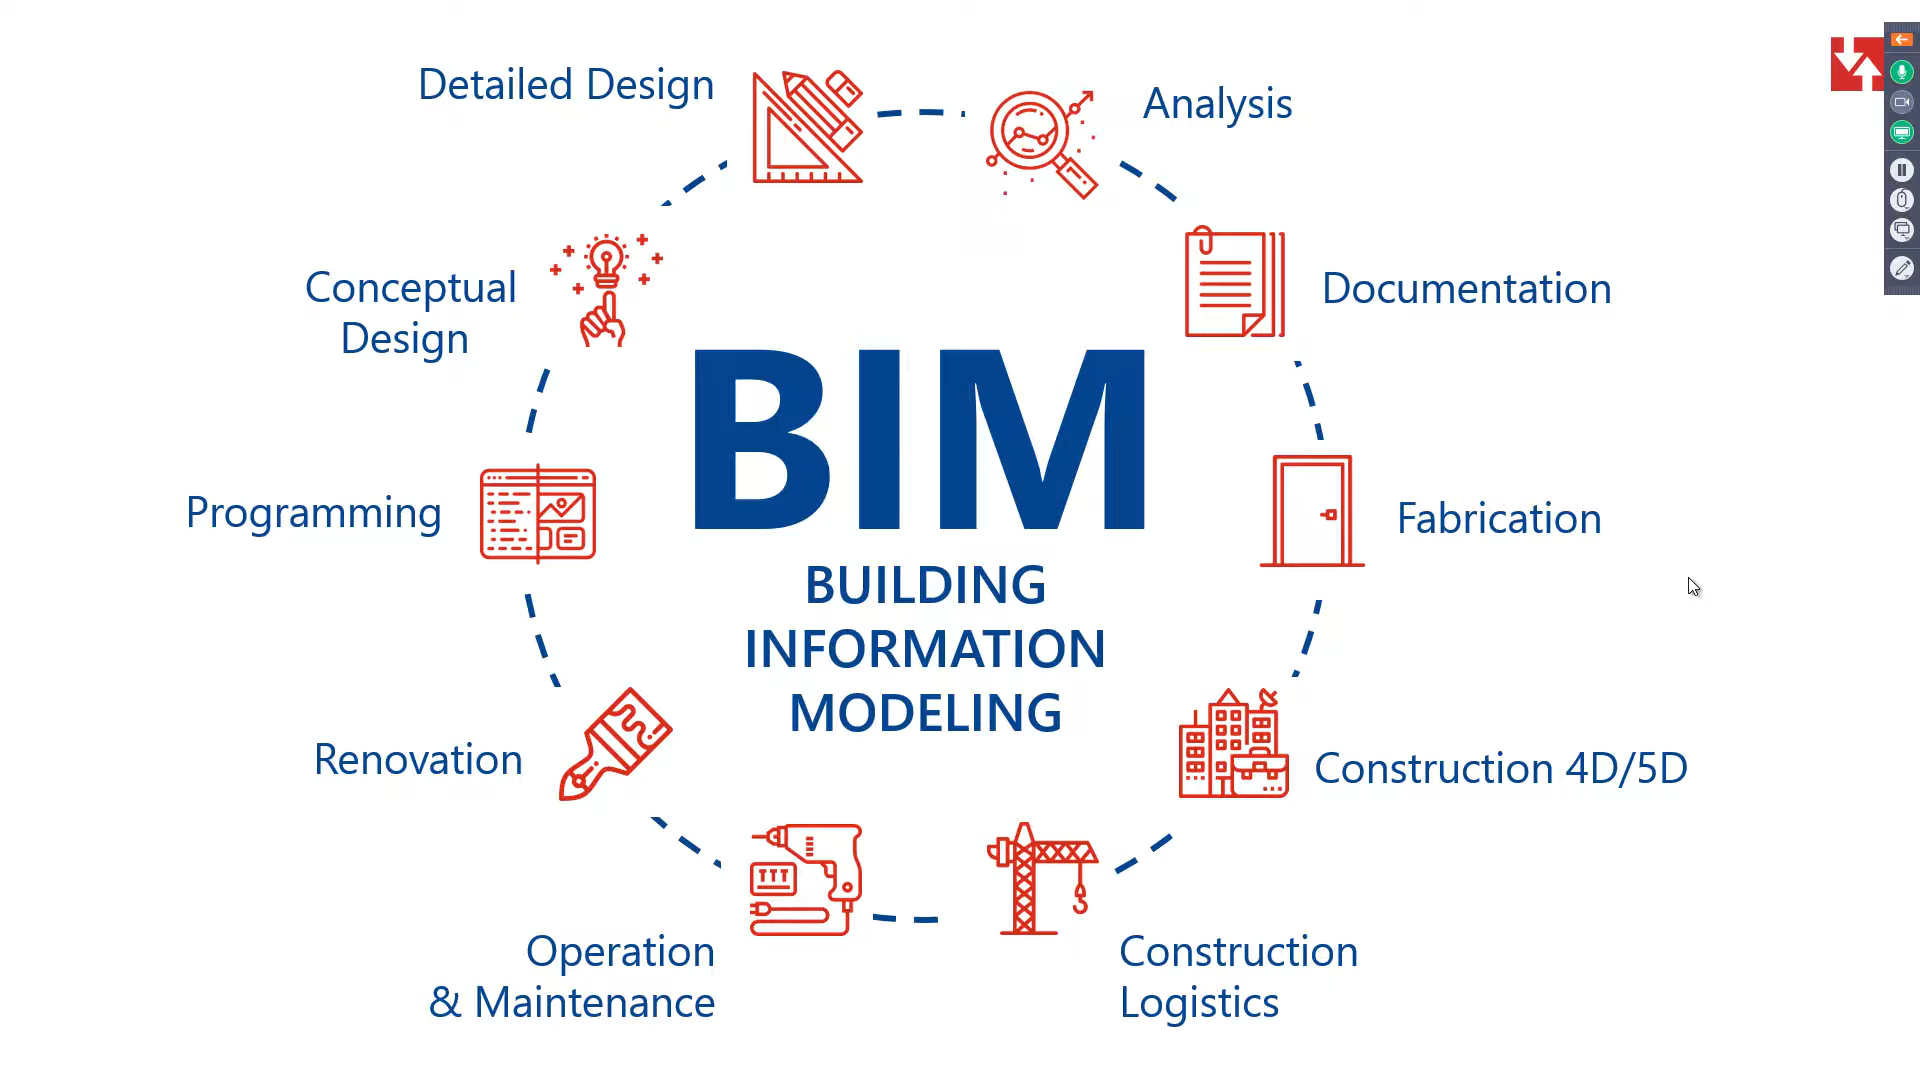 Detailed Design
Analysis
Conceptual
Design
Documentation
BIM
Programming
Fabrication
BUILDING
INFORMATION
MODELING
Renovation
Construction 4D/5D
Operation
& Maintenance
Construction
Logistics